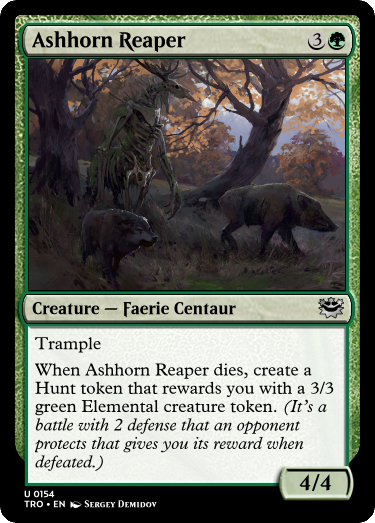 Ashhorn Reaper 3
Creature — Faerie Centaur
Trample
When Ashhorn Reaper dies, create a
Hunt token that rewards you with a 3/3
green Elemental creature token. (It's a
battle with 2 defense that an opponent
protects that gives you its reward when
defeated.)
4/4
U 0154
TRO • EN Sergey Demidov